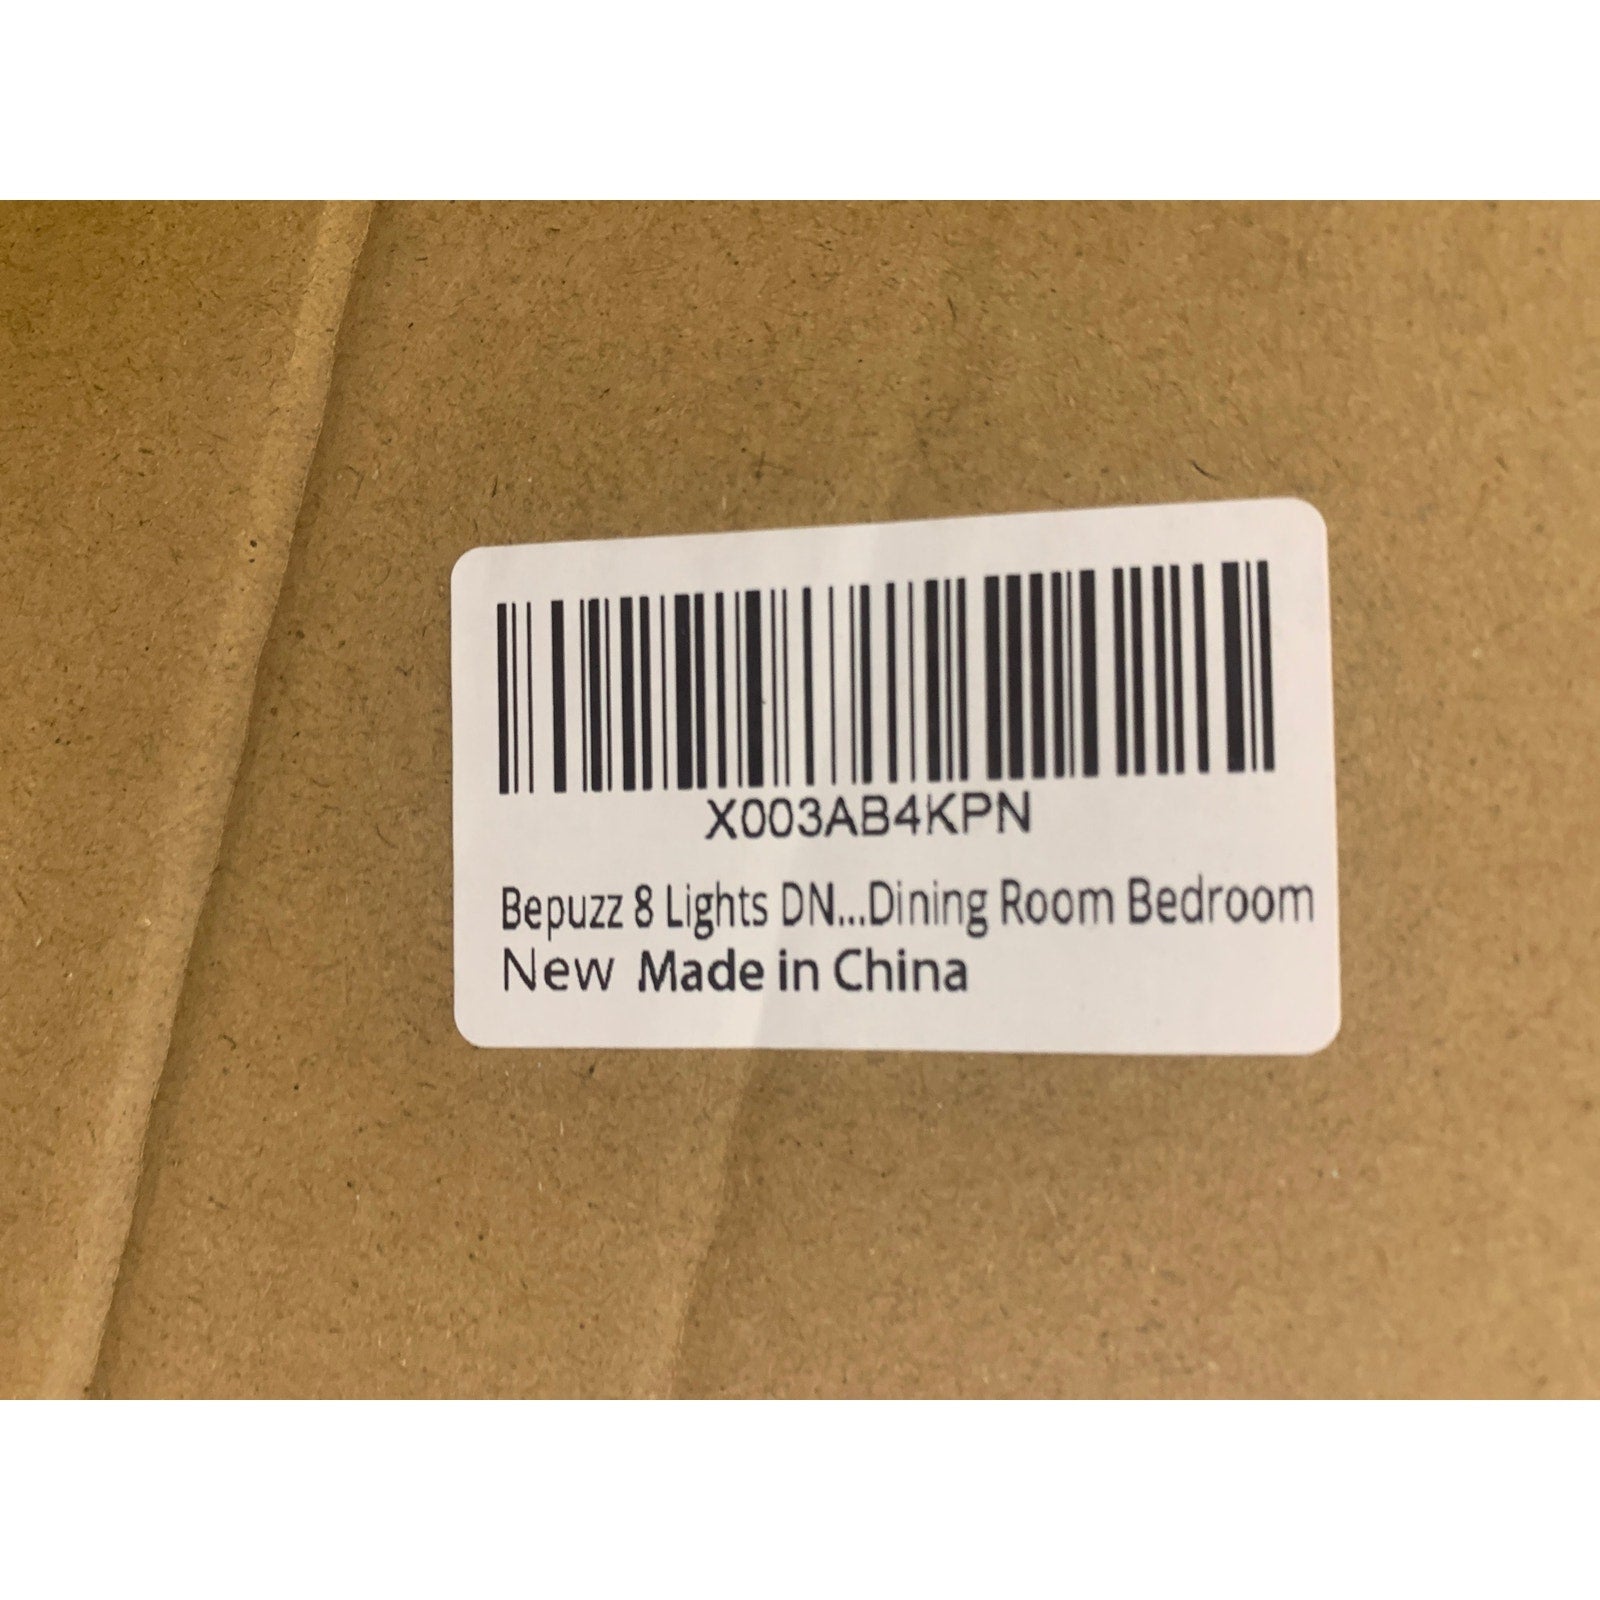 X003AB4KPN
Bepuzz 8 Lights DN...Dining Room Bedroom
New Made in China